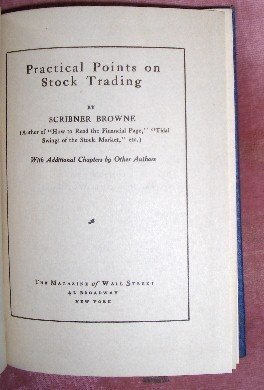 Practical Points on
Stock Trading
BY
SCRIBNER BROWNE
(Author of "How to Read the Financial Page," "Tidal
Swings of the Stock Market," etc.)
With Additional Chapters by Other Authors
THE MAGAZINE of WALL STREET
42 BROADWAY
NEW YORK